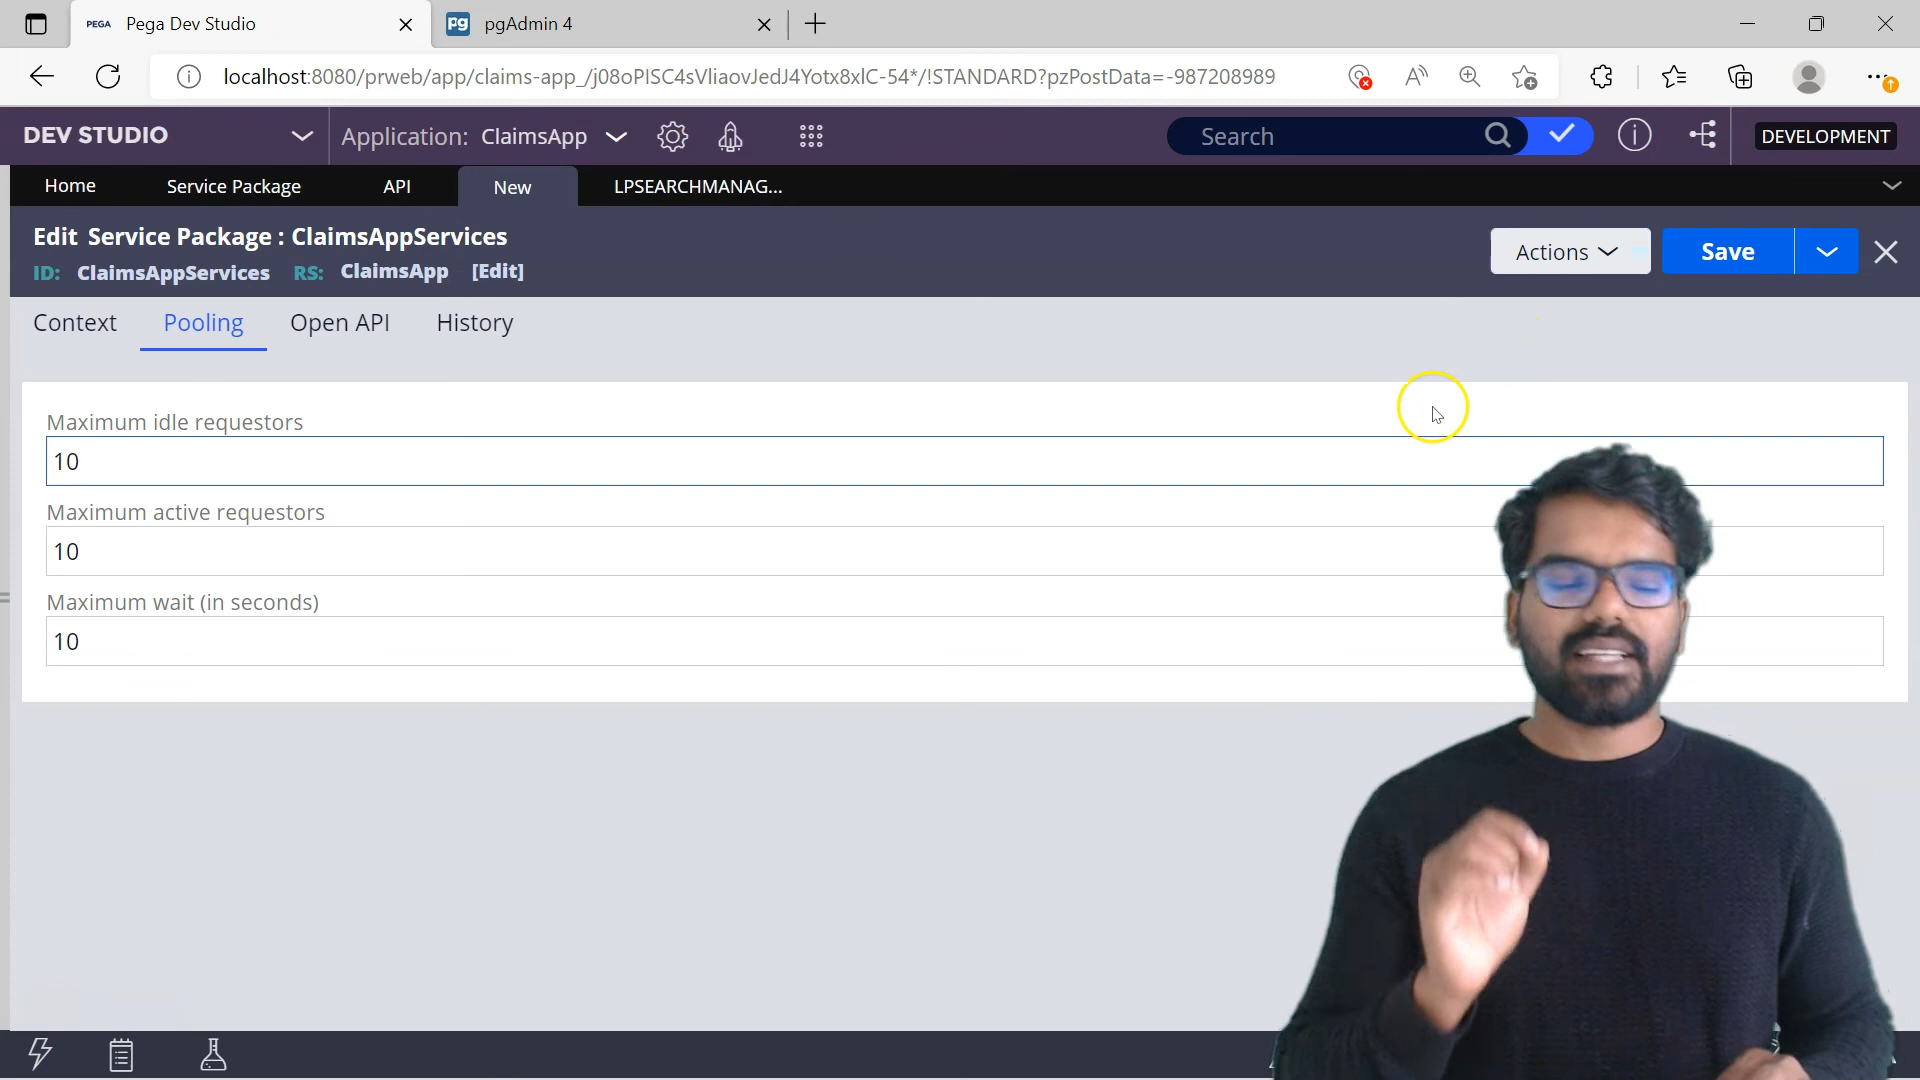 PEGA Pega Dev Studio
pg pgAdmin 4
localhost:8080/prweb/app/claims-app_/j08oPISC4sVliaovJedJ4Yotx8xlC-54*/!STANDARD?pzPostData=-987208989
DEV STUDIO
Application: ClaimsApp
Search
DEVELOPMENT
Home
Service Package
API
New
LPSEARCHMANAG...
Edit Service Package : ClaimsAppServices
ID: ClaimsAppServices RS: ClaimsApp [Edit]
Actions
Save
Context
Pooling
Open API
History
Maximum idle requestors
10
Maximum active requestors
10
Maximum wait (in seconds)
10